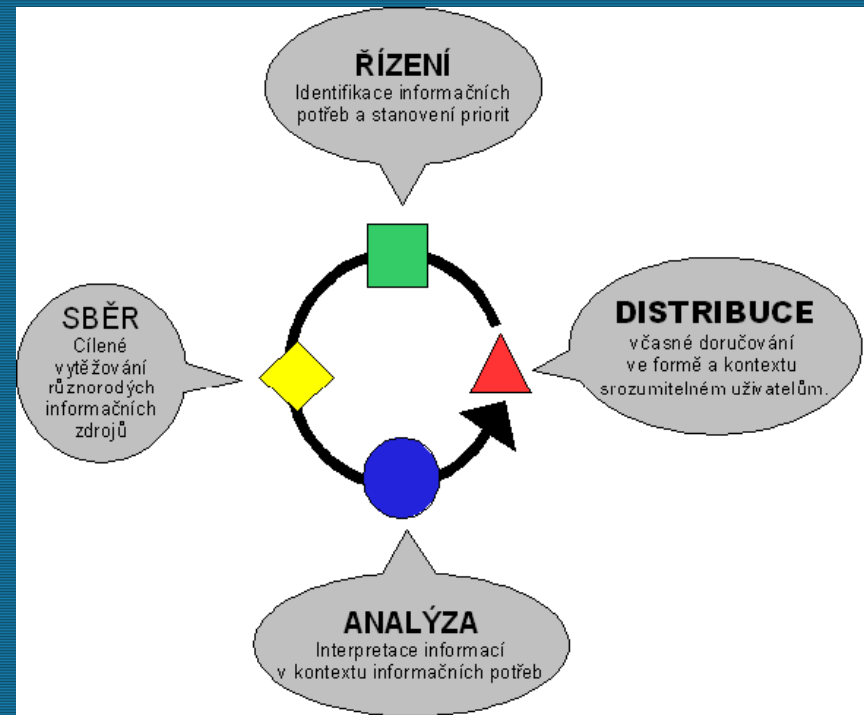 ŘÍZENÍ
Identifikace informačních
potřeb a stanovení priorit
SBĚR
Cílené
vytěžování
různorodých
informačních
zdrojů
DISTRIBUCE
včasné doručování
ve formě a kontextu
srozumitelném uživatelům.
ANALÝZA
Interpretace informací
v kontextu informačních potřeb